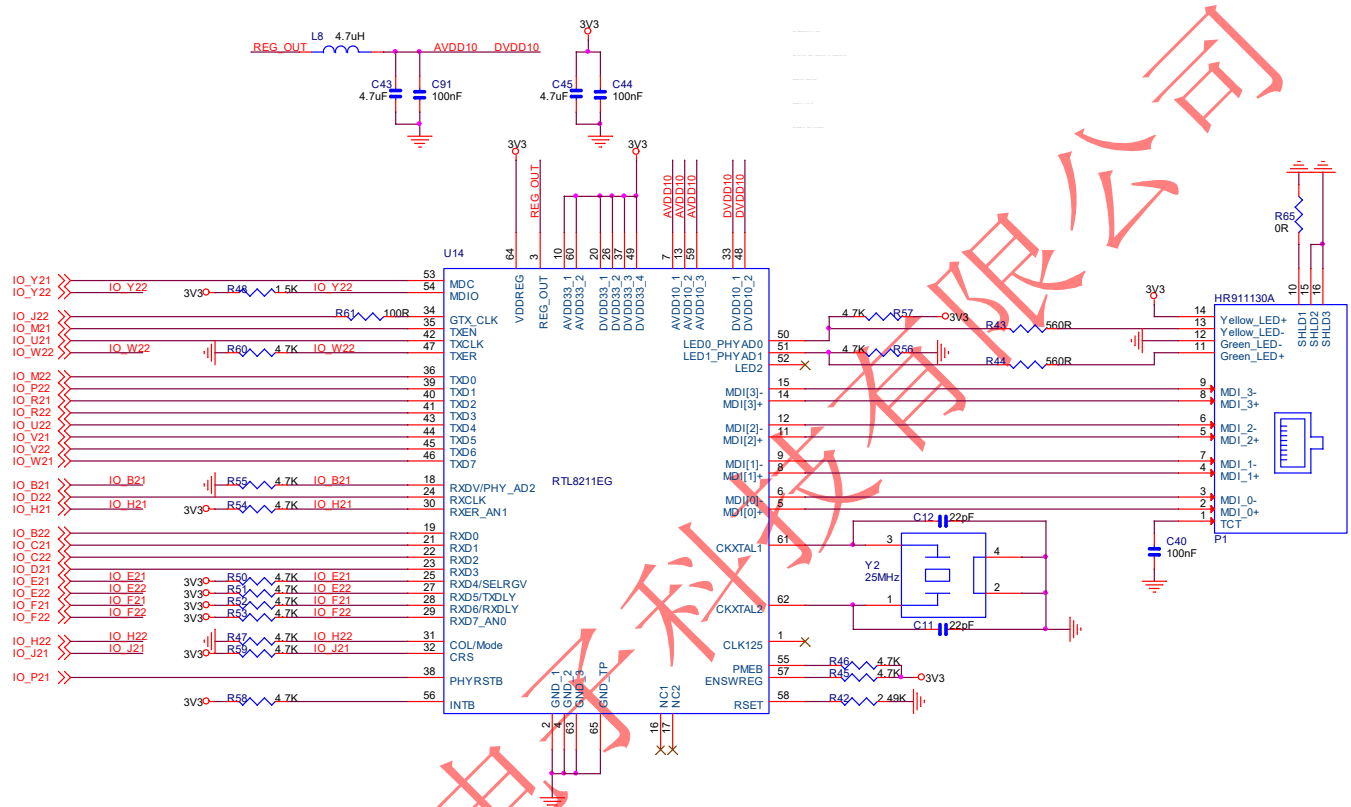 3V3
L8 4.7uH
REG_OUT AVDD10 DVDD10
C43 4.7uF
C91 100nF
C45 4.7uF
C44 100nF
3V3
3V3
REG_OUT
AVDD10
AVDD10
AVDD10
DVDD10
DVDD10
R65
0R
U14
64
3
10
60
20
26
37
49
7
13
59
33
48
VDDREG
REG_OUT
AVDD33_1
AVDD33_2
DVDD33_1
DVDD33_2
DVDD33_3
DVDD33_4
AVDD10_1
AVDD10_2
AVDD10_3
DVDD10_1
DVDD10_2
IO_Y21 53 MDC
IO_Y22 IO_Y22 3V3 R48 1.5K IO_Y22 54 MDIO
IO_J22 R61 100R 34 GTX_CLK
IO_M21 35 TXEN
IO_U21 42 TXCLK
IO_W22 IO_W22 R60 4.7K IO_W22 47 TXER
IO_M22 36 TXD0
IO_P22 39 TXD1
IO_R21 40 TXD2
IO_R22 41 TXD3
IO_U22 43 TXD4
IO_V21 44 TXD5
IO_V22 45 TXD6
IO_W21 46 TXD7
IO_B21 IO_B21 R55 4.7K IO_B21 18 RXDV/PHY_AD2
IO_D22 24 RXCLK
IO_H21 IO_H21 3V3 R54 4.7K IO_H21 30 RXER_AN1
IO_B22 19 RXD0
IO_C21 21 RXD1
IO_C22 22 RXD2
IO_D21 23 RXD3
IO_E21 IO_E21 3V3 R50 4.7K IO_E21 25 RXD4/SELRGV
IO_E22 IO_E22 3V3 R51 4.7K IO_E22 27 RXD5/TXDLY
IO_F21 IO_F21 3V3 R52 4.7K IO_F21 28 RXD6/RXDLY
IO_F22 IO_F22 3V3 R53 4.7K IO_F22 29 RXD7_AN0
IO_H22 IO_H22 R47 4.7K IO_H22 31 COL/Mode
IO_J21 IO_J21 3V3 R59 4.7K IO_J21 32 CRS
IO_P21 38 PHYRSTB
3V3 R58 4.7K 56 INTB
RTL8211EG
LED0_PHYAD0 50 4.7K R57 3V3
LED1_PHYAD1 51 4.7K R56
LED2 52
R43 560R
R44 560R
MDI[3]- 15
MDI[3]+ 14
MDI[2]- 12
MDI[2]+ 11
MDI[1]- 9
MDI[1]+ 8
MDI[0]- 6
MDI[0]+ 5
CKXTAL1 61
C12 22pF
3
4
Y2
25MHz
1
2
CKXTAL2 62
C11 22pF
CLK125 1
PMEB 55 R46 4.7K
ENSWREG 57 R45 4.7K 3V3
RSET 58 R42 2.49K
GND_1
GND_2
GND_3
GND_TP
NC1
NC2
2
4
63
65
16
17
10
15
16
HR911130A
SHLD1
SHLD2
SHLD3
3V3
14 Yellow_LED+
13 Yellow_LED-
12 Green_LED-
11 Green_LED+
9 MDI_3-
8 MDI_3+
6 MDI_2-
5 MDI_2+
7 MDI_1-
4 MDI_1+
3 MDI_0-
2 MDI_0+
1 TCT
P1
C40
100nF
电子科技有限公司